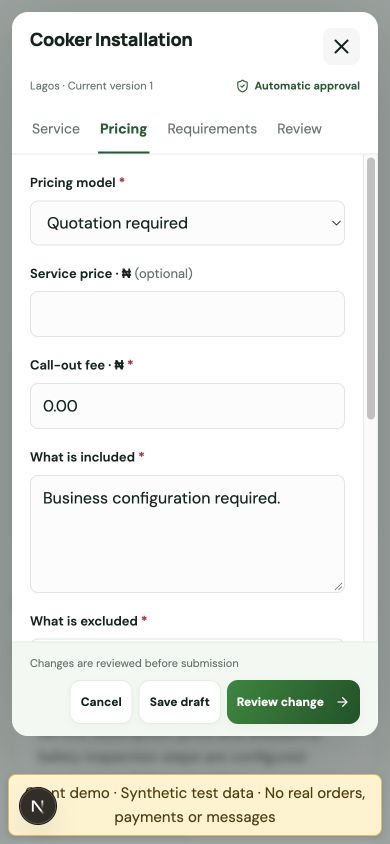 Cooker Installation
Lagos · Current version 1
Automatic approval
Service Pricing Requirements Review
Pricing model *
Quotation required
Service price · ₦ (optional)
Call-out fee · ₦ *
0.00
What is included *
Business configuration required.
What is excluded *
Changes are reviewed before submission
Cancel Save draft Review change →
demo · Synthetic test data · No real orders,
payments or messages
N